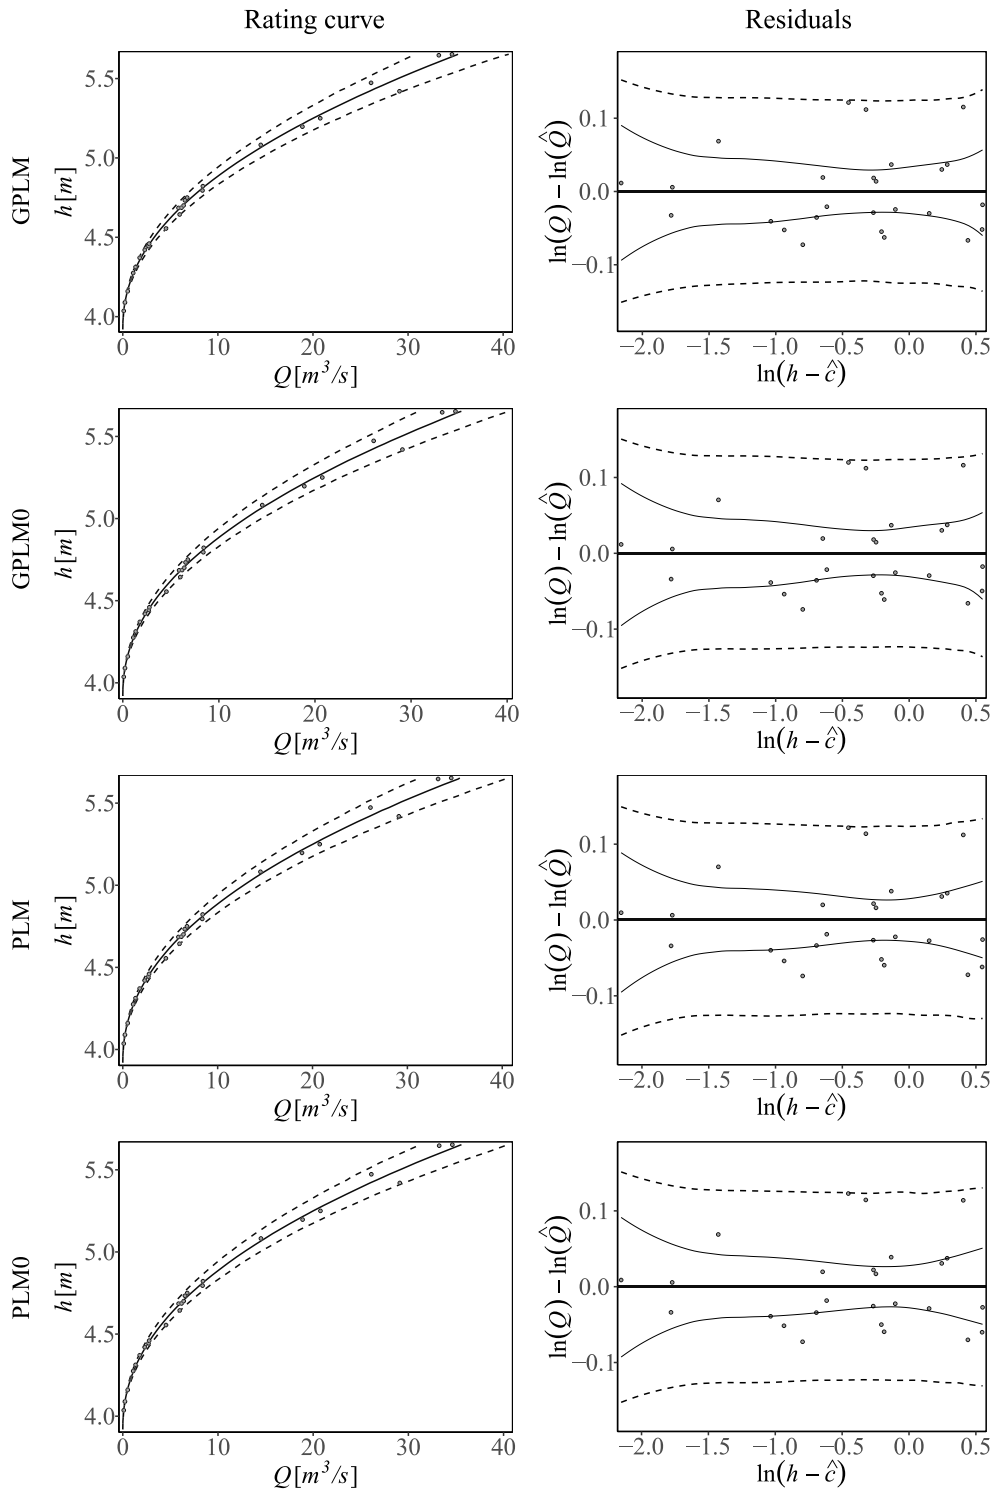 Rating curve Residuals
GPLM
h[m]
5.5
5.0
4.5
4.0
0 10 20 30 40
Q[m³/s]
ln(Q) − ln(Q̂)
0.1
0.0
−0.1
−2.0 −1.5 −1.0 −0.5 0.0 0.5
ln(h − ĉ)
GPLM0
h[m]
5.5
5.0
4.5
4.0
0 10 20 30 40
Q[m³/s]
ln(Q) − ln(Q̂)
0.1
0.0
−0.1
−2.0 −1.5 −1.0 −0.5 0.0 0.5
ln(h − ĉ)
PLM
h[m]
5.5
5.0
4.5
4.0
0 10 20 30 40
Q[m³/s]
ln(Q) − ln(Q̂)
0.1
0.0
−0.1
−2.0 −1.5 −1.0 −0.5 0.0 0.5
ln(h − ĉ)
PLM0
h[m]
5.5
5.0
4.5
4.0
0 10 20 30 40
Q[m³/s]
ln(Q) − ln(Q̂)
0.1
0.0
−0.1
−2.0 −1.5 −1.0 −0.5 0.0 0.5
ln(h − ĉ)